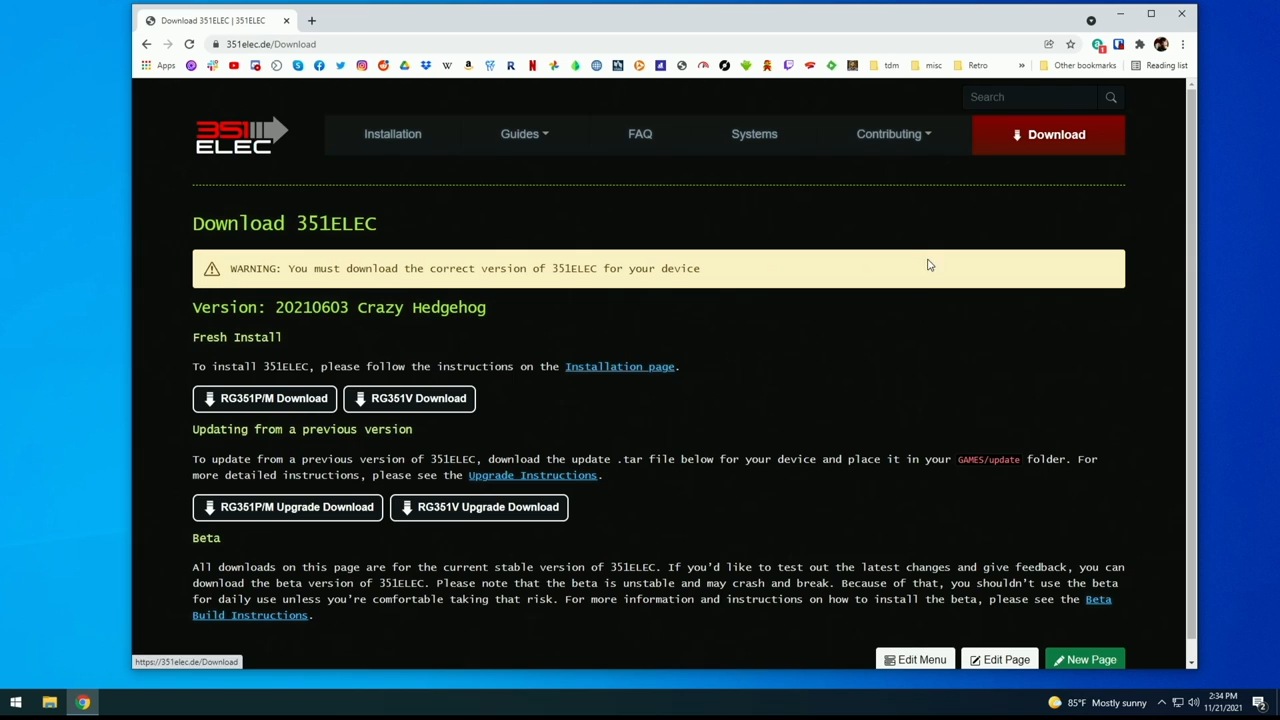 Download 351ELEC | 351ELEC
351elec.de/Download
Apps
tdm
misc
Retro
»
Other bookmarks
Reading list
Search
351
ELEC
Installation
Guides
FAQ
Systems
Contributing
Download
Download 351ELEC
WARNING: You must download the correct version of 351ELEC for your device
Version: 20210603 Crazy Hedgehog
Fresh Install
To install 351ELEC, please follow the instructions on the Installation page.
RG351P/M Download
RG351V Download
Updating from a previous version
To update from a previous version of 351ELEC, download the update .tar file below for your device and place it in your GAMES/update folder. For
more detailed instructions, please see the Upgrade Instructions.
RG351P/M Upgrade Download
RG351V Upgrade Download
Beta
All downloads on this page are for the current stable version of 351ELEC. If you'd like to test out the latest changes and give feedback, you can
download the beta version of 351ELEC. Please note that the beta is unstable and may crash and break. Because of that, you shouldn't use the beta
for daily use unless you're comfortable taking that risk. For more information and instructions on how to install the beta, please see the Beta
Build Instructions.
Edit Menu
Edit Page
New Page
https://351elec.de/Download
85°F Mostly sunny
2:34 PM
11/21/2021
2